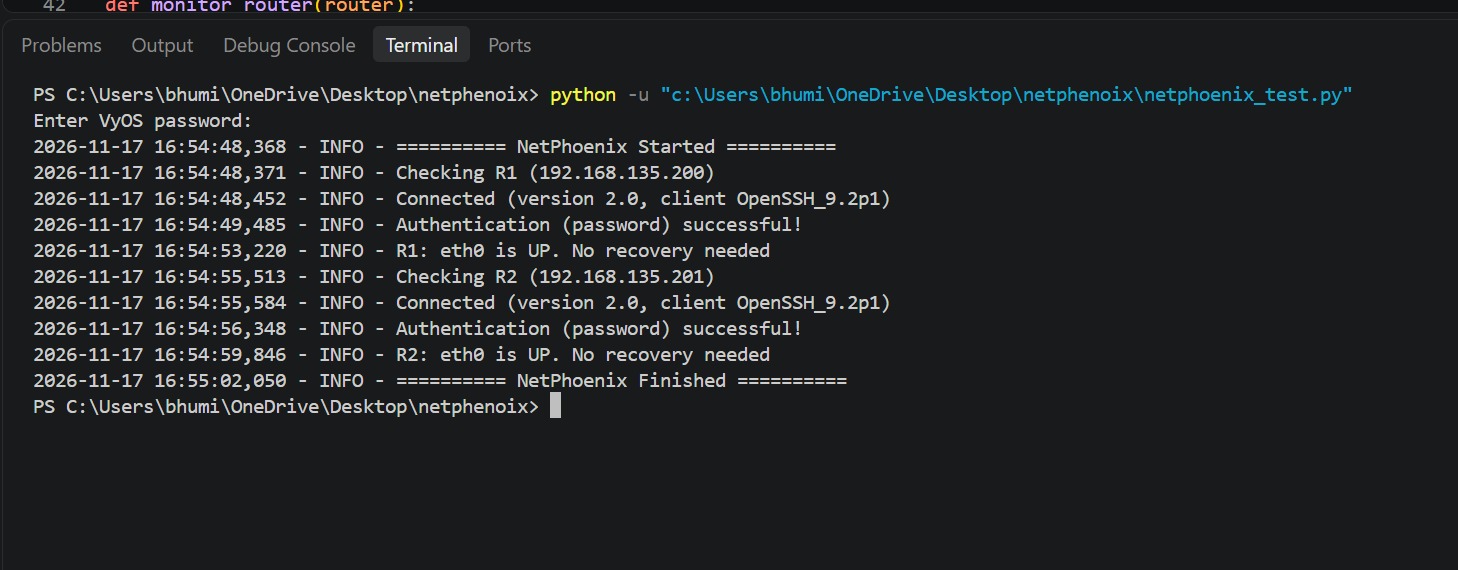 42 def monitor_router(router):
Problems Output Debug Console Terminal Ports
PS C:\Users\bhumi\OneDrive\Desktop\netphenoix> python -u "c:\Users\bhumi\OneDrive\Desktop\netphenoix\netphoenix_test.py"
Enter VyOS password:
2026-11-17 16:54:48,368 - INFO - ========== NetPhoenix Started ==========
2026-11-17 16:54:48,371 - INFO - Checking R1 (192.168.135.200)
2026-11-17 16:54:48,452 - INFO - Connected (version 2.0, client OpenSSH_9.2p1)
2026-11-17 16:54:49,485 - INFO - Authentication (password) successful!
2026-11-17 16:54:53,220 - INFO - R1: eth0 is UP. No recovery needed
2026-11-17 16:54:55,513 - INFO - Checking R2 (192.168.135.201)
2026-11-17 16:54:55,584 - INFO - Connected (version 2.0, client OpenSSH_9.2p1)
2026-11-17 16:54:56,348 - INFO - Authentication (password) successful!
2026-11-17 16:54:59,846 - INFO - R2: eth0 is UP. No recovery needed
2026-11-17 16:55:02,050 - INFO - ========== NetPhoenix Finished ==========
PS C:\Users\bhumi\OneDrive\Desktop\netphenoix>